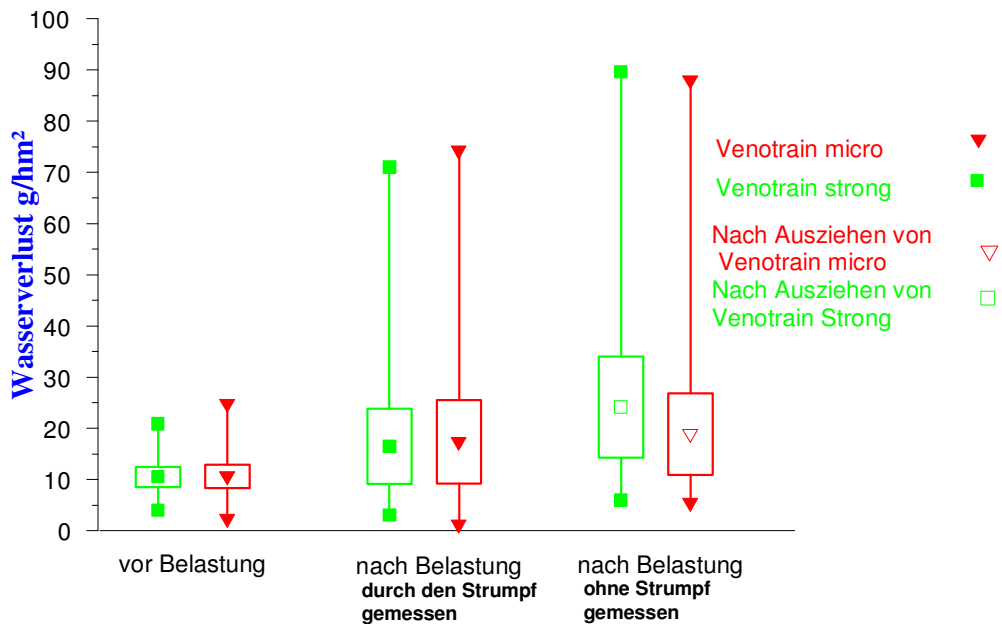 Wasserverlust g/hm²
100
90
80
70
60
50
40
30
20
10
0
vor Belastung
nach Belastung
durch den Strumpf
gemessen
nach Belastung
ohne Strumpf
gemessen
Venotrain micro
Venotrain strong
Nach Ausziehen von
Venotrain micro
Nach Ausziehen von
Venotrain Strong